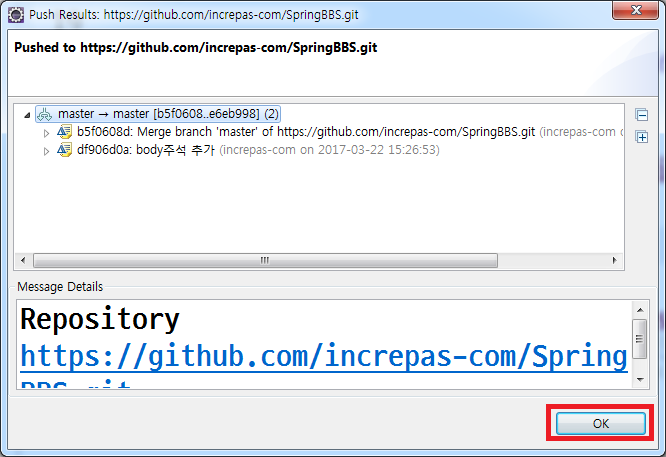 Push Results: https://github.com/increpas-com/SpringBBS.git
Pushed to https://github.com/increpas-com/SpringBBS.git
master → master [b5f0608..e6eb998] (2)
b5f0608d: Merge branch 'master' of https://github.com/increpas-com/SpringBBS.git (increpas-com
df906d0a: body주석 추가 (increpas-com on 2017-03-22 15:26:53)
Message Details
Repository
https://github.com/increpas-com/Spring
BBS.git
OK